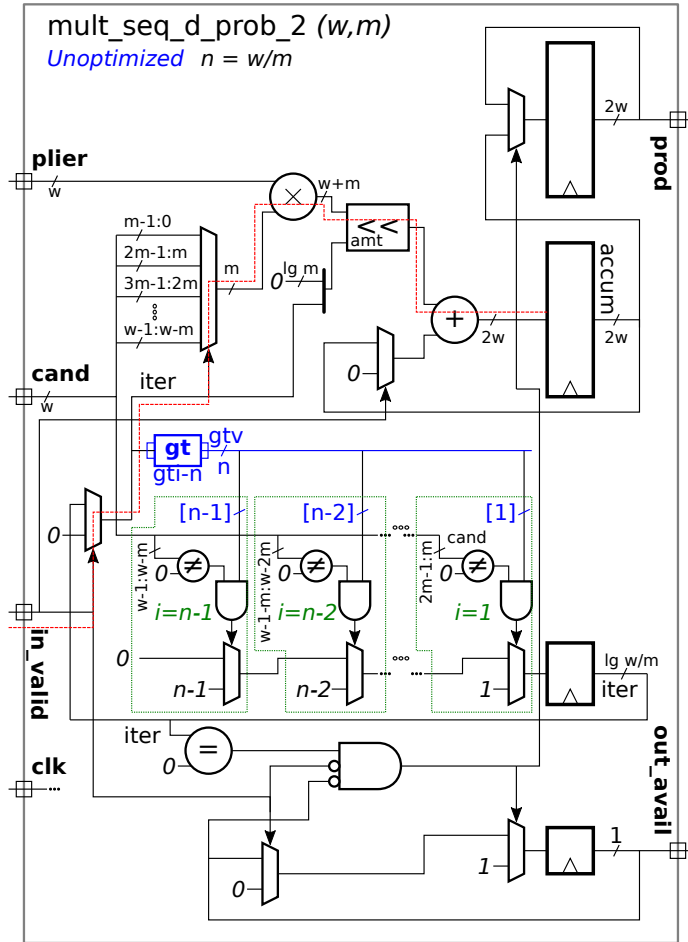 mult_seq_d_prob_2 (w,m)
Unoptimized n = w/m
2w
prod
plier
w
w+m
×
<<
amt
m-1:0
2m-1:m
3m-1:2m
w-1:w-m
m
lg m
0
accum
+
2w
2w
cand
w
iter
0
gt
gti-n
gtv
n
0
[n-1]
[n-2]
[1]
w-1:w-m
0
≠
w-1-m:w-2m
0
≠
2m-1:m
cand
0
≠
i=n-1
i=n-2
i=1
in_valid
0
n-1
n-2
1
lg w/m
iter
iter
=
0
clk
out_avail
0
1
1